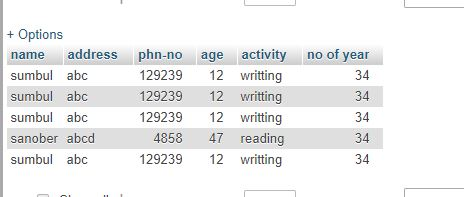 + Options
name address phn-no age activity no of year
sumbul abc 129239 12 writting 34
sumbul abc 129239 12 writting 34
sumbul abc 129239 12 writting 34
sanober abcd 4858 47 reading 34
sumbul abc 129239 12 writting 34